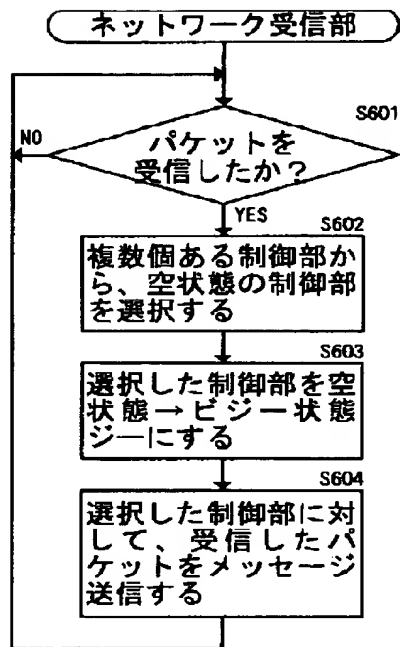 ネットワーク受信部
S601
NO
パケットを
受信したか？
YES
S602
複数個ある制御部か
ら、空状態の制御部
を選択する
S603
選択した制御部を空
状態→ビジー状態
ジーにする
S604
選択した制御部に対
して、受信したパ
ケットをメッセージ
送信する